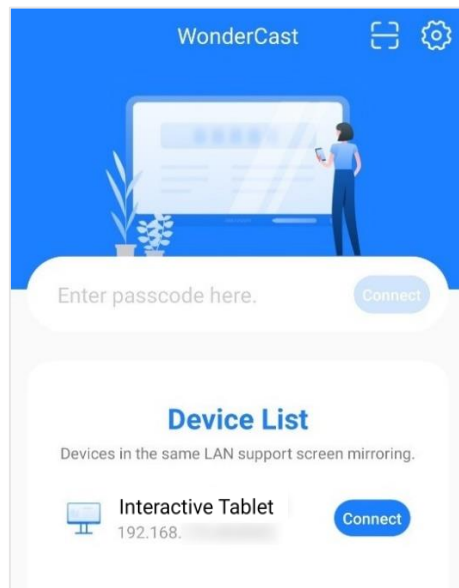 WonderCast
Enter passcode here.
Connect
Device List
Devices in the same LAN support screen mirroring.
Interactive Tablet
192.168.
Connect